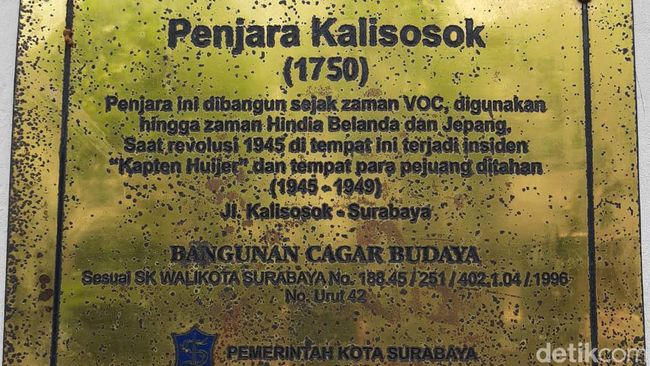 Penjara Kalisosok
(1750)
Penjara ini dibangun sejak zaman VOC, digunakan
hingga zaman Hindia Belanda dan Jepang,
Saat revolusi 1945 di tempat ini terjadi insiden
"Kapten Huijer" dan tempat para pejuang ditahan
(1945 - 1949)
Jl. Kalisosok - Surabaya
BANGUNAN CAGAR BUDAYA
Sesuai SK WALIKOTA SURABAYA No. 188.45 / 251 / 402.1.04 / 1996
No. Urut 42
PEMERINTAH KOTA SURABAYA
detikcom